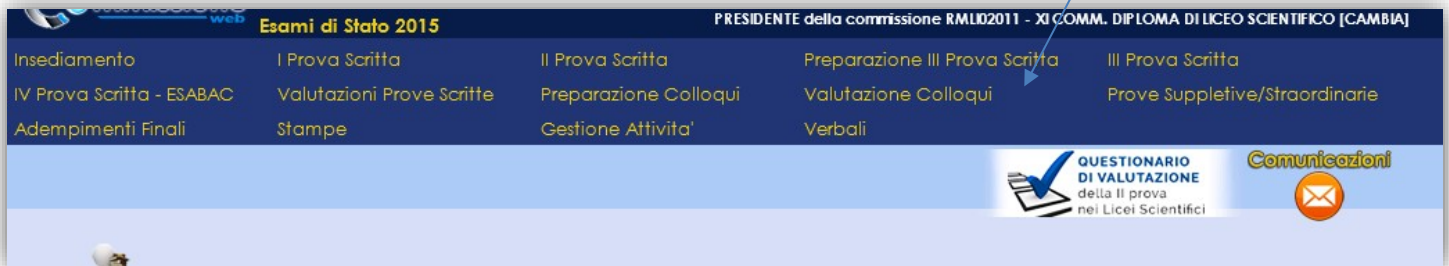 web
Esami di Stato 2015
PRESIDENTE della commissione RMLI02011 - XI COMM. DIPLOMA DI LICEO SCIENTIFICO [CAMBIA]
Insediamento I Prova Scritta II Prova Scritta Preparazione III Prova Scritta III Prova Scritta
IV Prova Scritta - ESABAC Valutazioni Prove Scritte Preparazione Colloqui Valutazione Colloqui Prove Suppletive/Straordinarie
Adempimenti Finali Stampe Gestione Attivita' Verbali
QUESTIONARIO
DI VALUTAZIONE
della II prova
nei Licei Scientifici
Comunicazioni